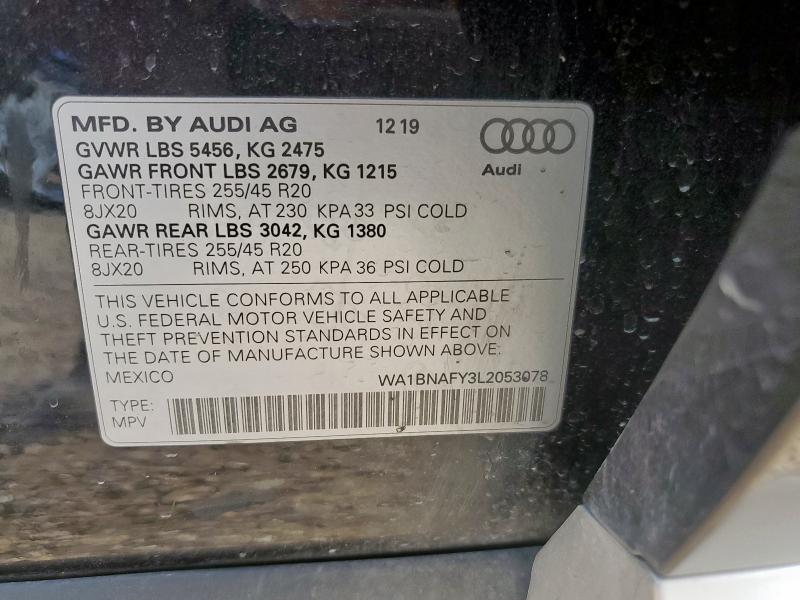 MFD. BY AUDI AG 12 19
GVWR LBS 5456, KG 2475
GAWR FRONT LBS 2679, KG 1215
Audi
FRONT-TIRES 255/45 R20
8JX20 RIMS, AT 230 KPA 33 PSI COLD
GAWR REAR LBS 3042, KG 1380
REAR-TIRES 255/45 R20
8JX20 RIMS, AT 250 KPA 36 PSI COLD
THIS VEHICLE CONFORMS TO ALL APPLICABLE
U.S. FEDERAL MOTOR VEHICLE SAFETY AND
THEFT PREVENTION STANDARDS IN EFFECT ON
THE DATE OF MANUFACTURE SHOWN ABOVE.
MEXICO WA1BNAFY3L2053078
TYPE:
MPV